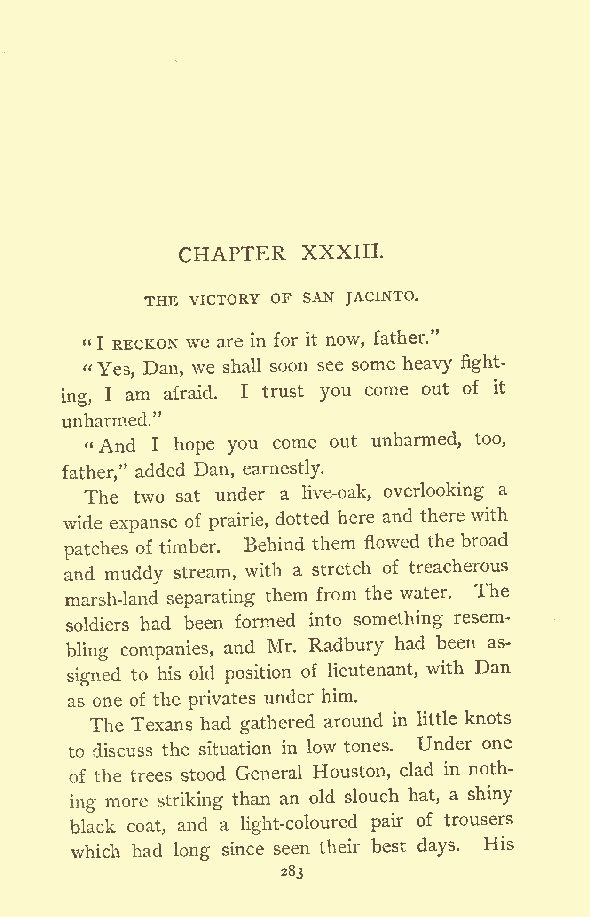 CHAPTER XXXIII.
THE VICTORY OF SAN JACINTO.
"I RECKON we are in for it now, father."
"Yes, Dan, we shall soon see some heavy fight-
ing, I am afraid. I trust you come out of it
unharmed."
"And I hope you come out unharmed, too,
father," added Dan, earnestly.
The two sat under a live-oak, overlooking a
wide expanse of prairie, dotted here and there with
patches of timber. Behind them flowed the broad
and muddy stream, with a stretch of treacherous
marsh-land separating them from the water. The
soldiers had been formed into something resem-
bling companies, and Mr. Radbury had been as-
signed to his old position of lieutenant, with Dan
as one of the privates under him.
The Texans had gathered around in little knots
to discuss the situation in low tones. Under one
of the trees stood General Houston, clad in noth-
ing more striking than an old slouch hat, a shiny
black coat, and a light-coloured pair of trousers
which had long since seen their best days. His
283